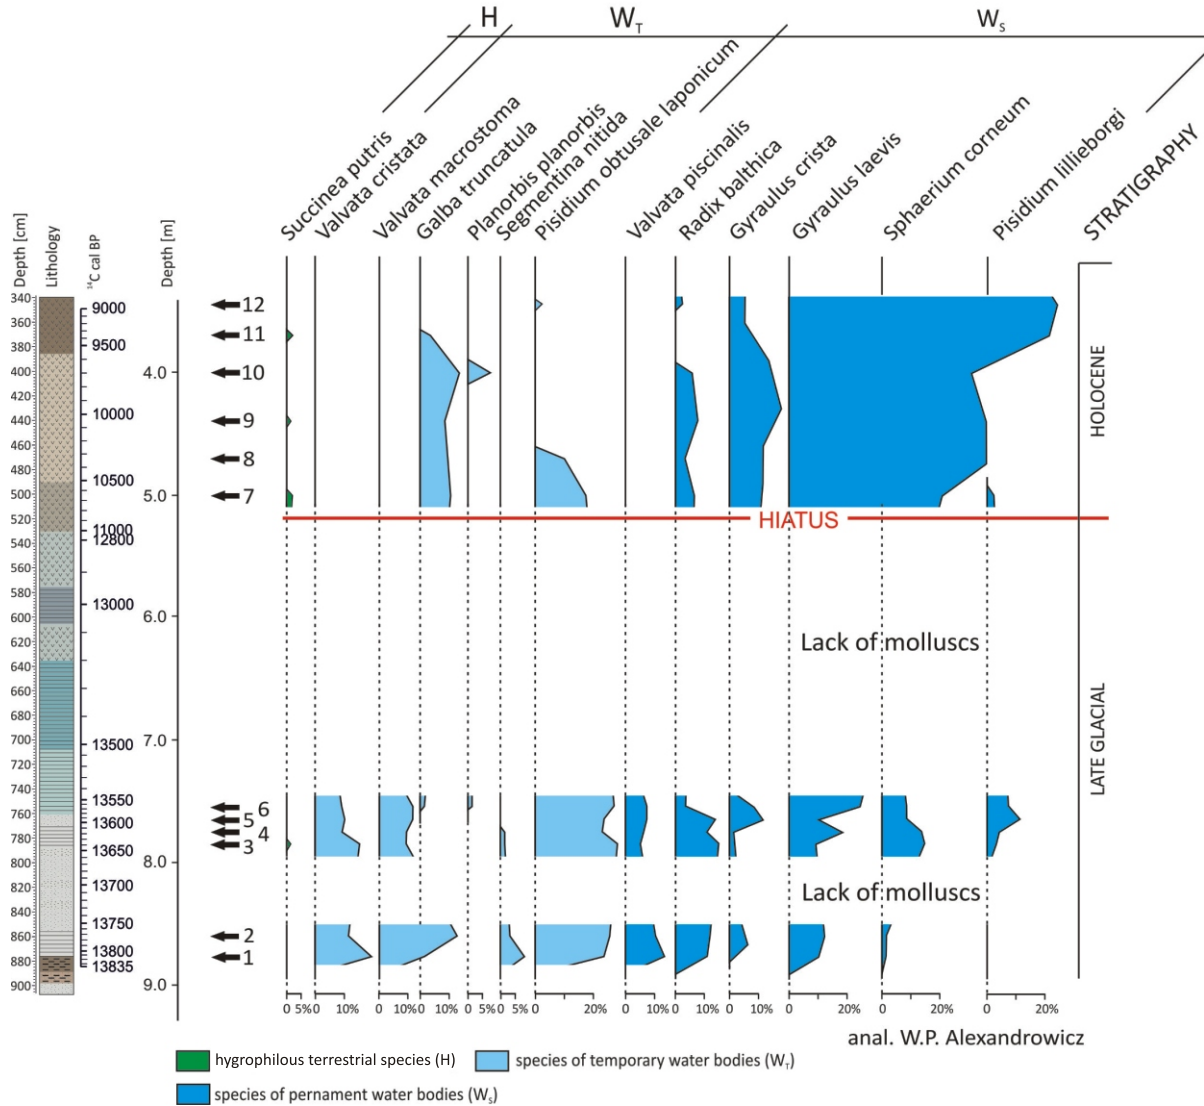 H W_T W_S
Succinea putris
Valvata cristata
Valvata macrostoma
Galba truncatula
Planorbis planorbis
Segmentina nitida
Pisidium obtusale laponicum
Valvata piscinalis
Radix balthica
Gyraulus crista
Gyraulus laevis
Sphaerium corneum
Pisidium lillieborgi
STRATIGRAPHY
Depth [cm]
Lithology
14C cal BP
Depth [m]
340
360
380
400
420
440
460
480
500
520
540
560
580
600
620
640
660
680
700
720
740
760
780
800
820
840
860
880
900
9000
9500
10000
10500
11000
12800
13000
13500
13550
13600
13650
13700
13750
13800
13835
4.0
5.0
6.0
7.0
8.0
9.0
12
11
10
9
8
7
6
5
4
3
2
1
HIATUS
Lack of molluscs
Lack of molluscs
HOLOCENE
LATE GLACIAL
0 5% 0 10% 0 10% 0 10% 0 5% 0 5% 0 20% 0 10% 0 10% 0 10% 0 20% 0 20% 0 20%
anal. W.P. Alexandrowicz
hygrophilous terrestrial species (H)
species of temporary water bodies (W_T)
species of pernament water bodies (W_S)